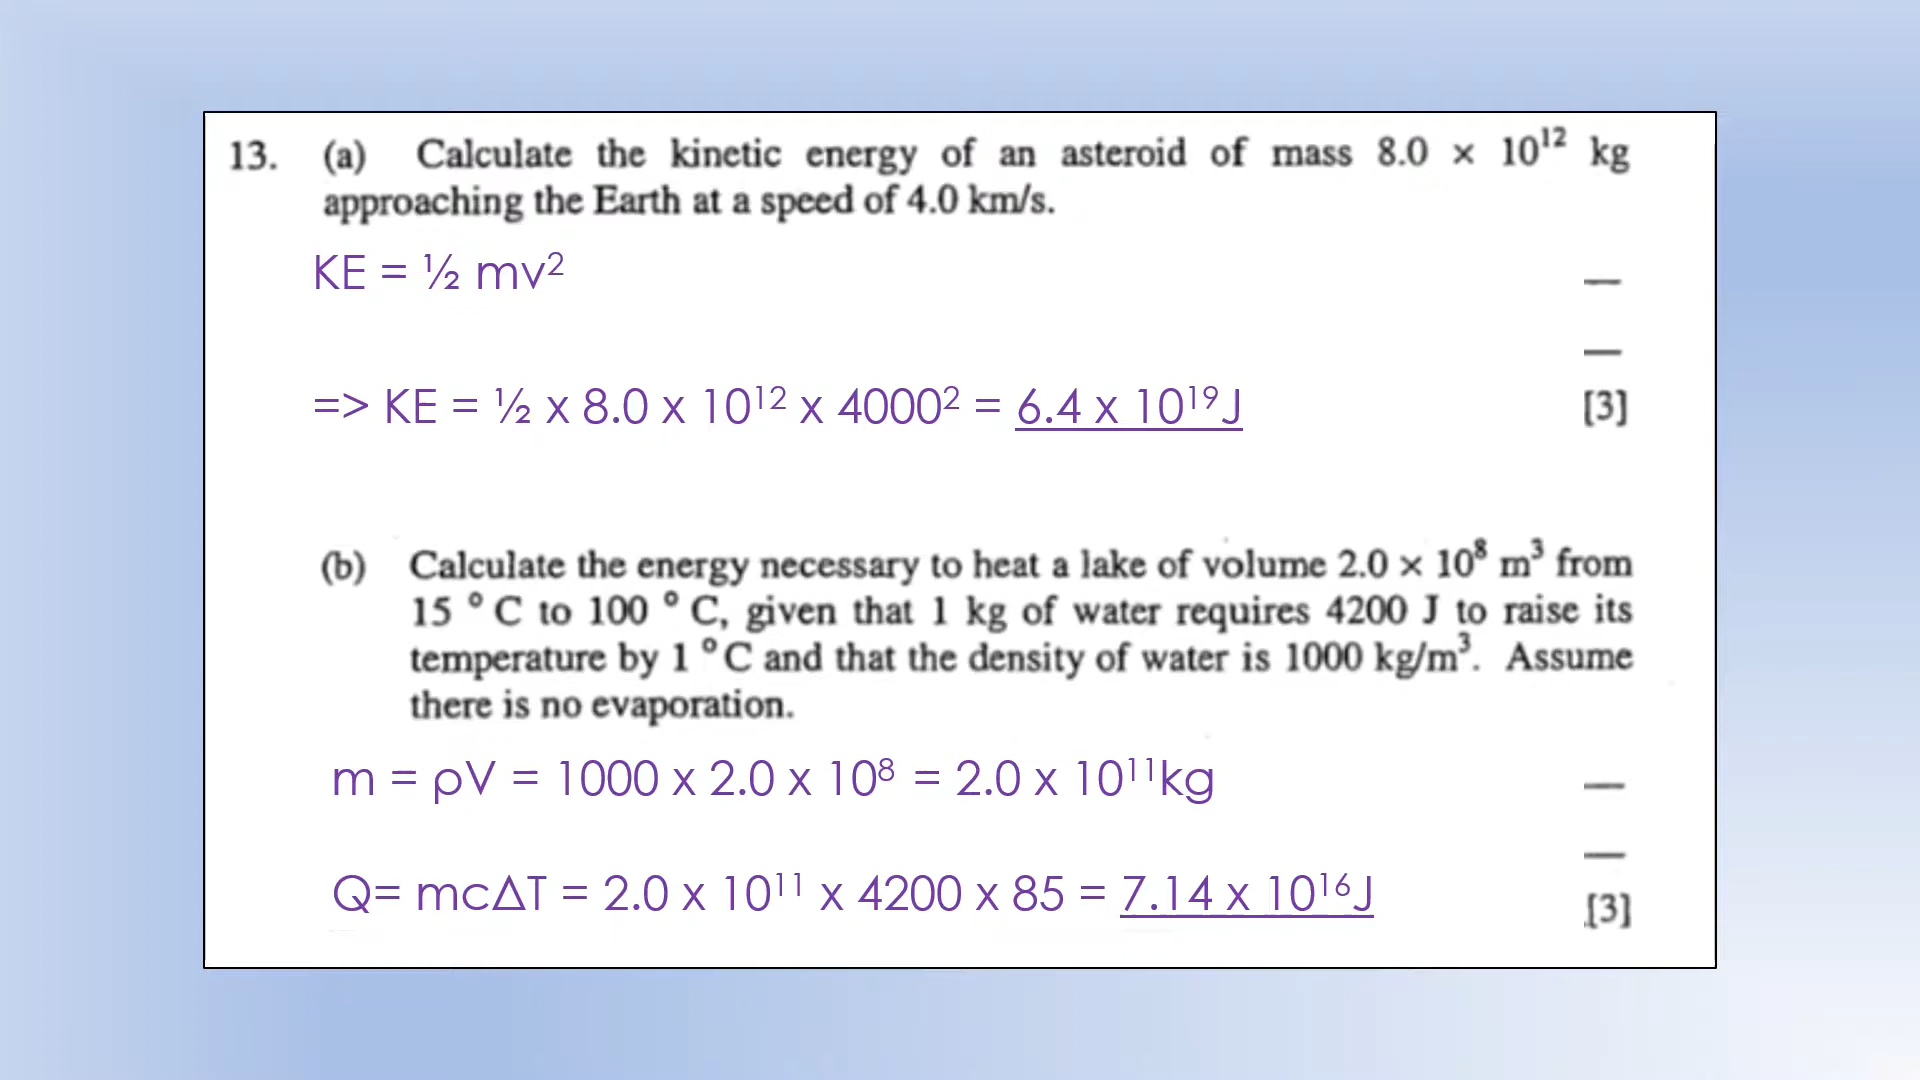 13. (a) Calculate the kinetic energy of an asteroid of mass 8.0 × 10¹² kg
approaching the Earth at a speed of 4.0 km/s.
KE = ½ mv²
=> KE = ½ x 8.0 x 10¹² x 4000² = 6.4 x 10¹⁹J
[3]
(b) Calculate the energy necessary to heat a lake of volume 2.0 × 10⁸ m³ from
15 °C to 100 °C, given that 1 kg of water requires 4200 J to raise its
temperature by 1 °C and that the density of water is 1000 kg/m³. Assume
there is no evaporation.
m = ρV = 1000 x 2.0 x 10⁸ = 2.0 x 10¹¹kg
Q= mcΔT = 2.0 x 10¹¹ x 4200 x 85 = 7.14 x 10¹⁶J
[3]